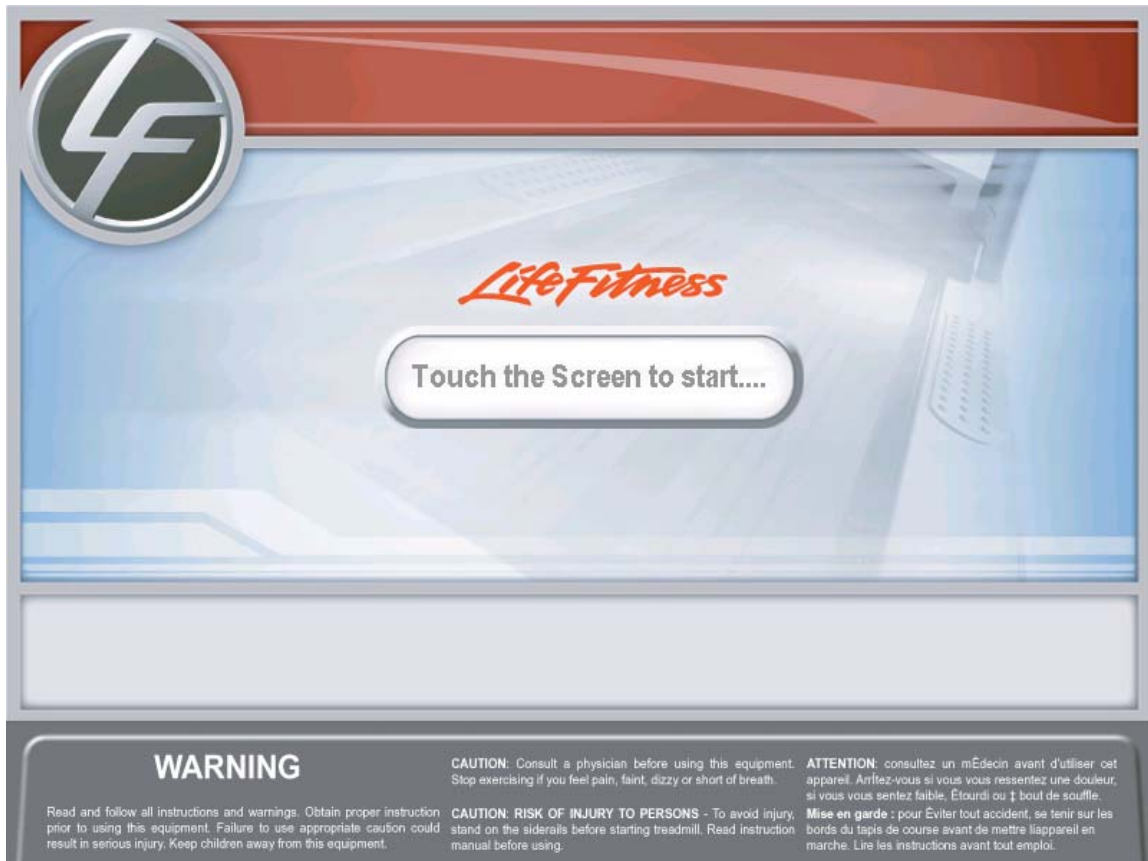 LF
Life Fitness
Touch the Screen to start....
WARNING
Read and follow all instructions and warnings. Obtain proper instruction
prior to using this equipment. Failure to use appropriate caution could
result in serious injury. Keep children away from this equipment.
CAUTION: Consult a physician before using this equipment.
Stop exercising if you feel pain, faint, dizzy or short of breath.
CAUTION: RISK OF INJURY TO PERSONS - To avoid injury,
stand on the siderails before starting treadmill. Read instruction
manual before using.
ATTENTION: consultez un mÉdecin avant d'utiliser cet
appareil. ArrÍtez-vous si vous vous ressentez une douleur,
si vous vous sentez faible, Étourdi ou ‡ bout de souffle.
Mise en garde : pour Éviter tout accident, se tenir sur les
bords du tapis de course avant de mettre líappareil en
marche. Lire les instructions avant tout emploi.